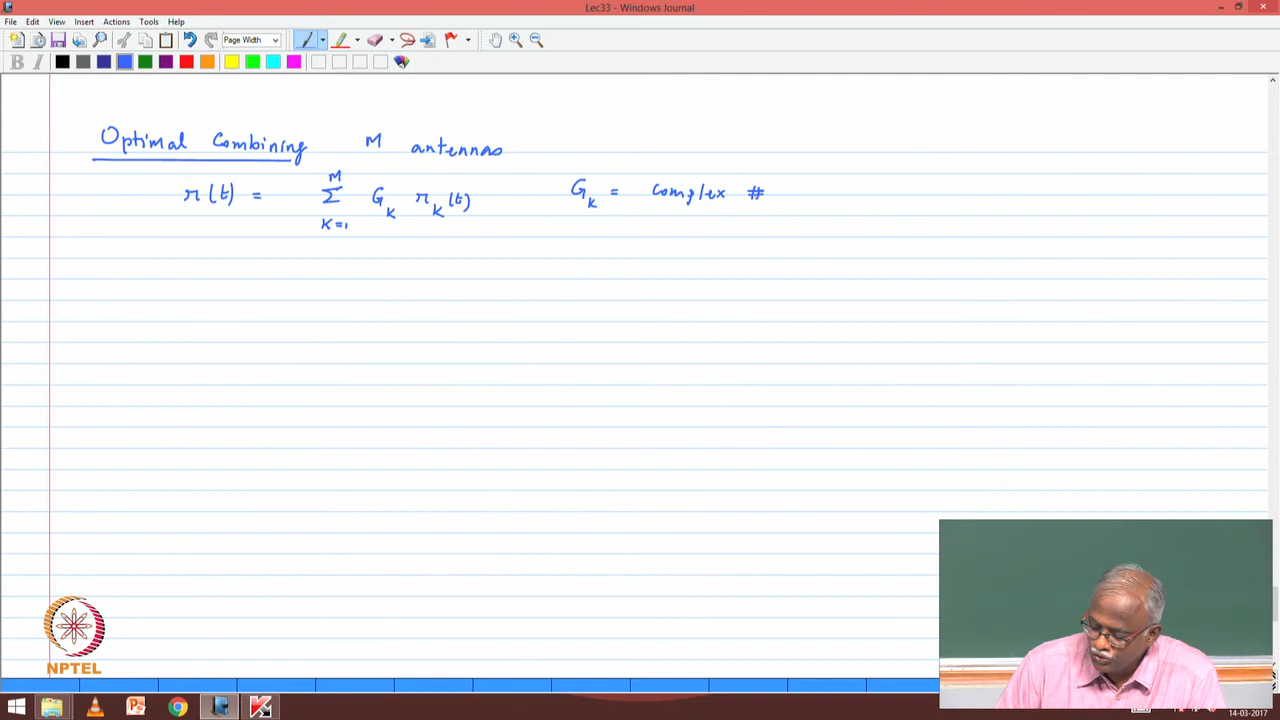 Lec33 - Windows Journal
File Edit View Insert Actions Tools Help
Page Width
B I
Optimal Combining M antennas
r(t) = M Σ K=1 G_K r_K(t) G_K = Complex #
NPTEL
14-03-2017